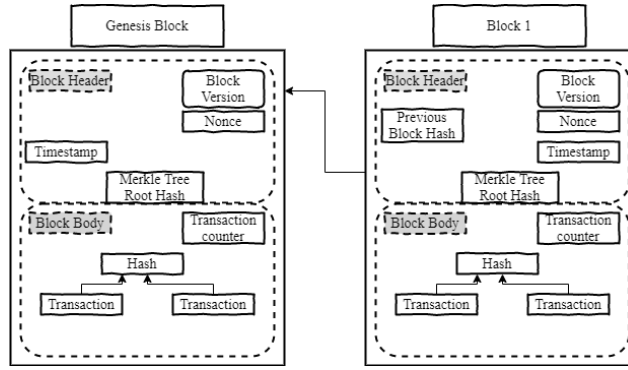 Genesis Block
Block Header
Block
Version
Nonce
Timestamp
Merkle Tree
Root Hash
Block Body
Transaction
counter
Hash
Transaction
Transaction
Block 1
Block Header
Block
Version
Previous
Block Hash
Nonce
Timestamp
Merkle Tree
Root Hash
Block Body
Transaction
counter
Hash
Transaction
Transaction